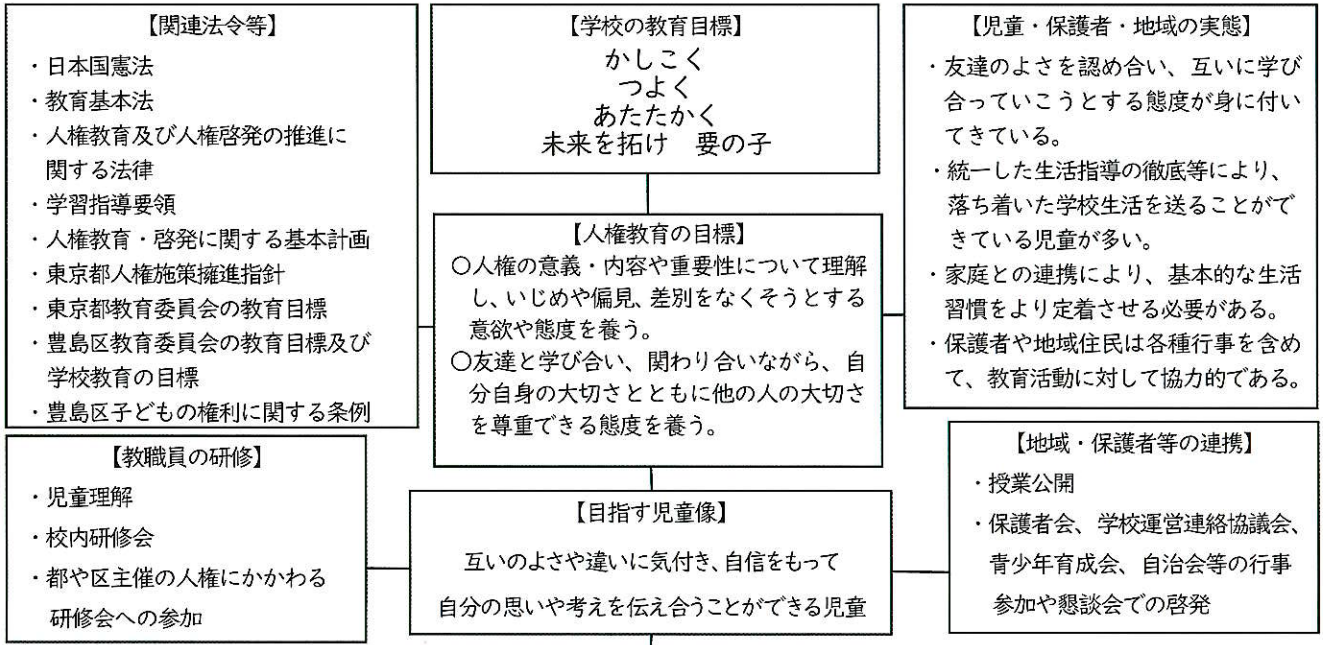 【関連法令等】
・日本国憲法
・教育基本法
・人権教育及び人権啓発の推進に
関する法律
・学習指導要領
・人権教育・啓発に関する基本計画
・東京都人権施策擁進指針
・東京都教育委員会の教育目標
・豊島区教育委員会の教育目標及び
学校教育の目標
・豊島区子どもの権利に関する条例
【学校の教育目標】
かしこく
つよく
あたたかく
未来を拓け　要の子
【児童・保護者・地域の実態】
・友達のよさを認め合い、互いに学び
合っていこうとする態度が身に付い
てきている。
・統一した生活指導の徹底等により、
落ち着いた学校生活を送ることがで
きている児童が多い。
・家庭との連携により、基本的な生活
習慣をより定着させる必要がある。
・保護者や地域住民は各種行事を含め
て、教育活動に対して協力的である。
【人権教育の目標】
○人権の意義・内容や重要性について理解
し、いじめや偏見、差別をなくそうとする
意欲や態度を養う。
○友達と学び合い、関わり合いながら、自
分自身の大切さとともに他の人の大切さ
を尊重できる態度を養う。
【教職員の研修】
・児童理解
・校内研修会
・都や区主催の人権にかかわる
研修会への参加
【目指す児童像】
互いのよさや違いに気付き、自信をもって
自分の思いや考えを伝え合うことができる児童
【地域・保護者等の連携】
・授業公開
・保護者会、学校運営連絡協議会、
青少年育成会、自治会等の行事
参加や懇談会での啓発